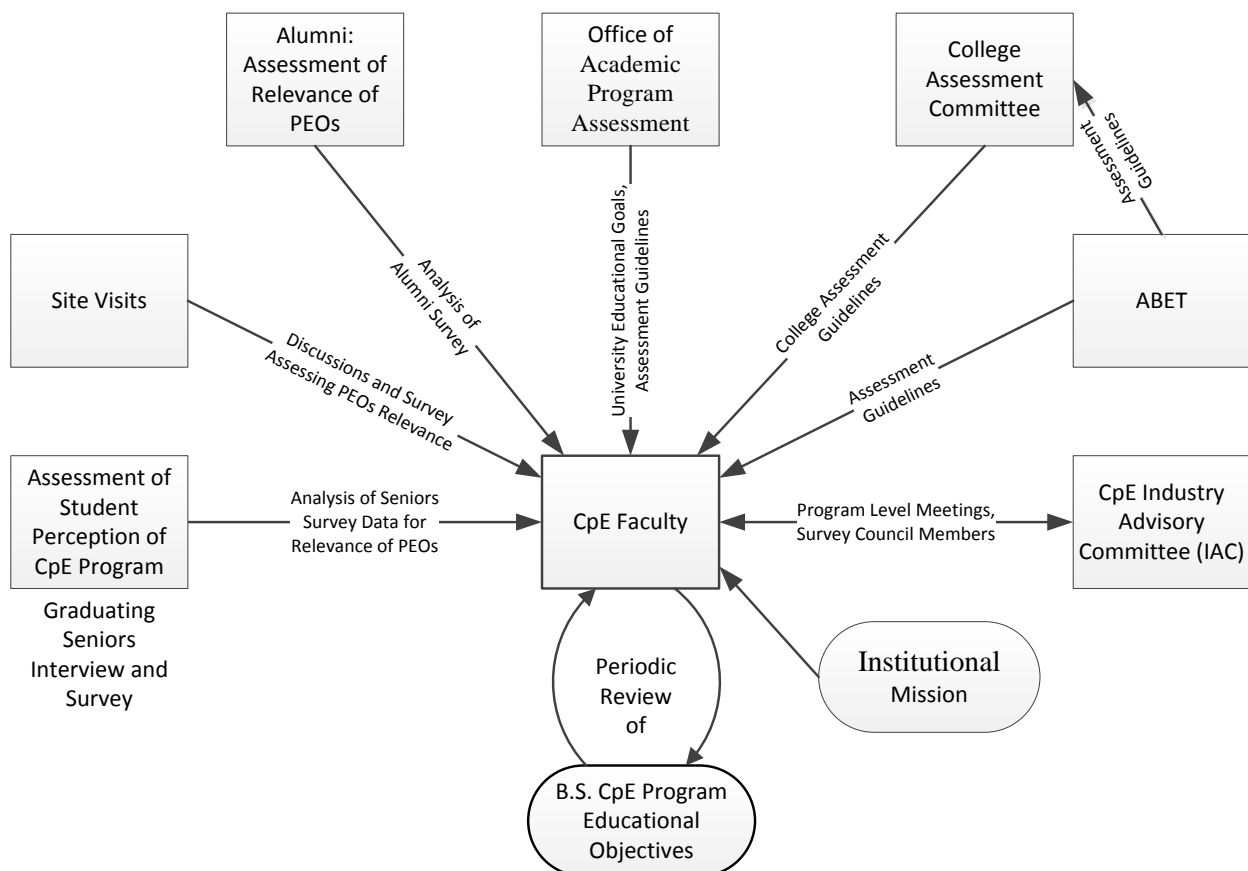 Alumni:
Assessment of
Relevance of
PEOs
Office of
Academic
Program
Assessment
College
Assessment
Committee
Assessment
Guidelines
Site Visits
ABET
Analysis of
Alumni Survey
University Educational Goals,
Assessment Guidelines
College Assessment
Guidelines
Discussions and Survey
Assessing PEOs Relevance
Assessment
Guidelines
Assessment of
Student
Perception of
CpE Program
Analysis of Seniors
Survey Data for
Relevance of PEOs
CpE Faculty
Program Level Meetings,
Survey Council Members
CpE Industry
Advisory
Committee (IAC)
Graduating
Seniors
Interview and
Survey
Periodic
Review
of
Institutional
Mission
B.S. CpE Program
Educational
Objectives